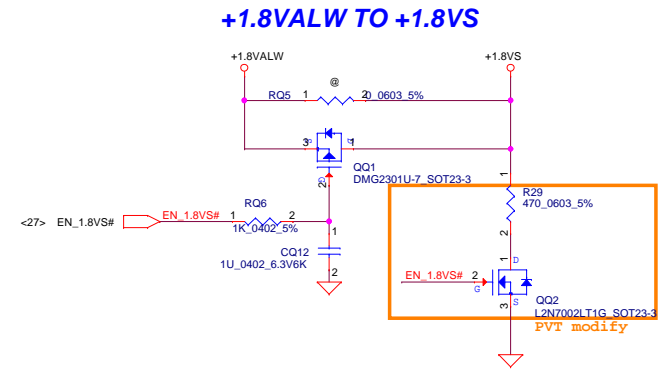 +1.8VALW TO +1.8VS
+1.8VALW
+1.8VS
@
RQ5 1 2 0_0603_5%
3 S D 1
G
2
QQ1
DMG2301U-7_SOT23-3
<27> EN_1.8VS#
EN_1.8VS# 1 RQ6 2
1K_0402_5%
1
CQ12
1U_0402_6.3V6K
2
1
R29
470_0603_5%
2
1 D
EN_1.8VS# 2
G
S
3
QQ2
L2N7002LT1G_SOT23-3
PVT modify